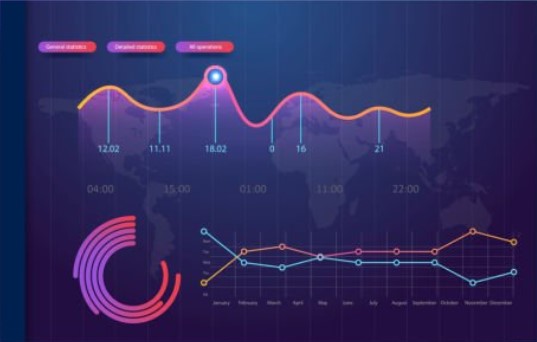 General statistics Detailed statistics All operations
12.02 11.11 18.02 0 16 21
04:00 15:00 01:00 11:00 22:00
January February March April May June July August September October November December